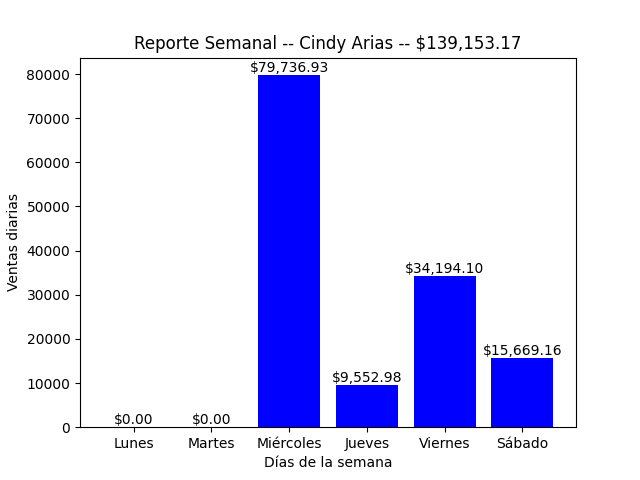 Reporte Semanal -- Cindy Arias -- $139,153.17
Ventas diarias
80000
70000
60000
50000
40000
30000
20000
10000
0
$0.00
$0.00
$79,736.93
$9,552.98
$34,194.10
$15,669.16
Lunes
Martes
Miércoles
Jueves
Viernes
Sábado
Días de la semana